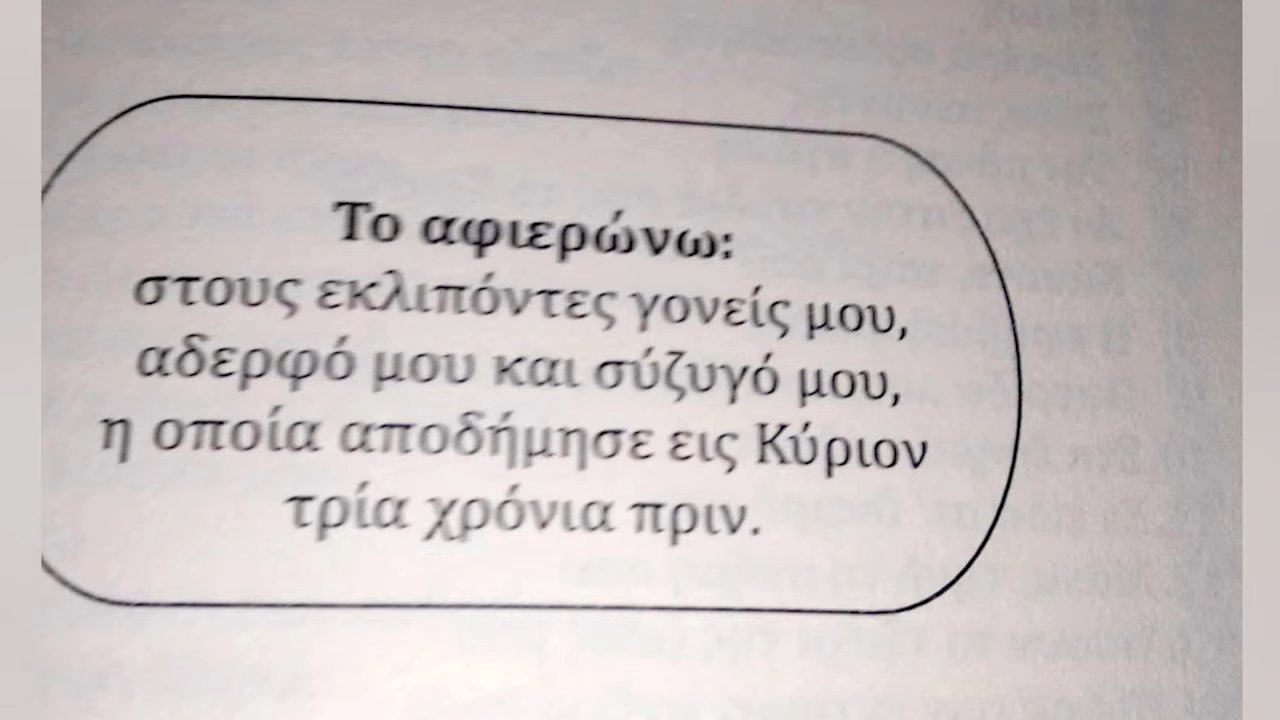 Το αφιερώνω:
στους εκλιπόντες γονείς μου,
αδερφό μου και σύζυγό μου,
η οποία αποδήμησε εις Κύριον
τρία χρόνια πριν.